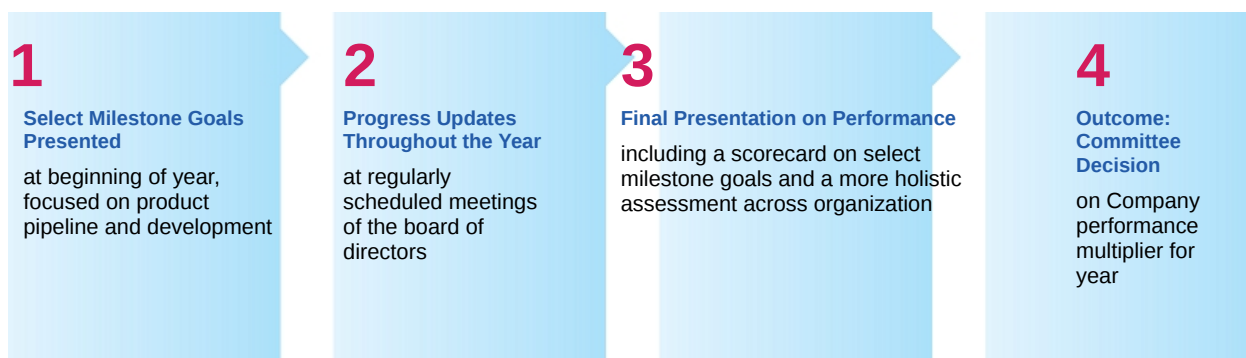 1
Select Milestone Goals
Presented
at beginning of year,
focused on product
pipeline and development
2
Progress Updates
Throughout the Year
at regularly
scheduled meetings
of the board of
directors
3
Final Presentation on Performance
including a scorecard on select
milestone goals and a more holistic
assessment across organization
4
Outcome:
Committee
Decision
on Company
performance
multiplier for
year